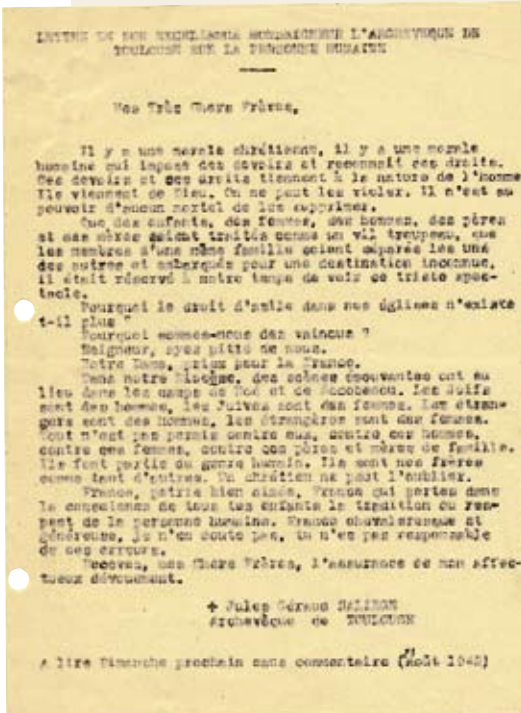 LETTRE DE SON EXCELLENCE MONSEIGNEUR L'ARCHEVEQUE DE
TOULOUSE SUR LA PERSONNE HUMAINE
Mes Très Chers Frères,
Il y a une morale chrétienne, il y a une morale
humaine qui impose des devoirs et reconnait des droits.
Ces devoirs et ces droits tiennent à la nature de l'homme
Ils viennent de Dieu. On ne peut les violer. Il n'est au
pouvoir d'aucun mortel de les supprimer.
Que des enfants, des femmes, des hommes, des pères
et des mères soient traités comme un vil troupeau, que
les membres d'une même famille soient séparés les uns
des autres et embarqués pour une destination inconnue,
il était réservé à notre temps de voir ce triste spec-
tacle.
Pourquoi le droit d'asile dans nos églises n'existe
t-il plus ?
Pourquoi sommes-nous des vaincus ?
Seigneur, ayez pitié de nous.
Notre Dame, priez pour la France.
Dans notre Diocèse, des scènes émouvantes ont eu
lieu dans les camps de Noé et de Récébédou. Les Juifs
sont des hommes, les Juives sont des femmes. Les étran-
gers sont des hommes, les étrangères sont des femmes.
Tout n'est pas permis contre eux, contre ces hommes,
contre ces femmes, contre ces pères et mères de famille.
Ils font partie du genre humain. Ils sont nos frères
comme tant d'autres. Un chrétien ne peut l'oublier.
France, patrie bien aimée, France qui portes dans
la conscience de tous tes enfants la tradition du res-
pect de la personne humaine. France chevaleresque et
généreuse, je n'en doute pas, tu n'es pas responsable
de ces erreurs.
Recevez, mes Chers Frères, l'assurance de mon affec-
tueux dévouement.
+ Jules Géraud SALIEGE
Archevêque de TOULOUSE
A lire Dimanche prochain sans commentaire (Août 1942)